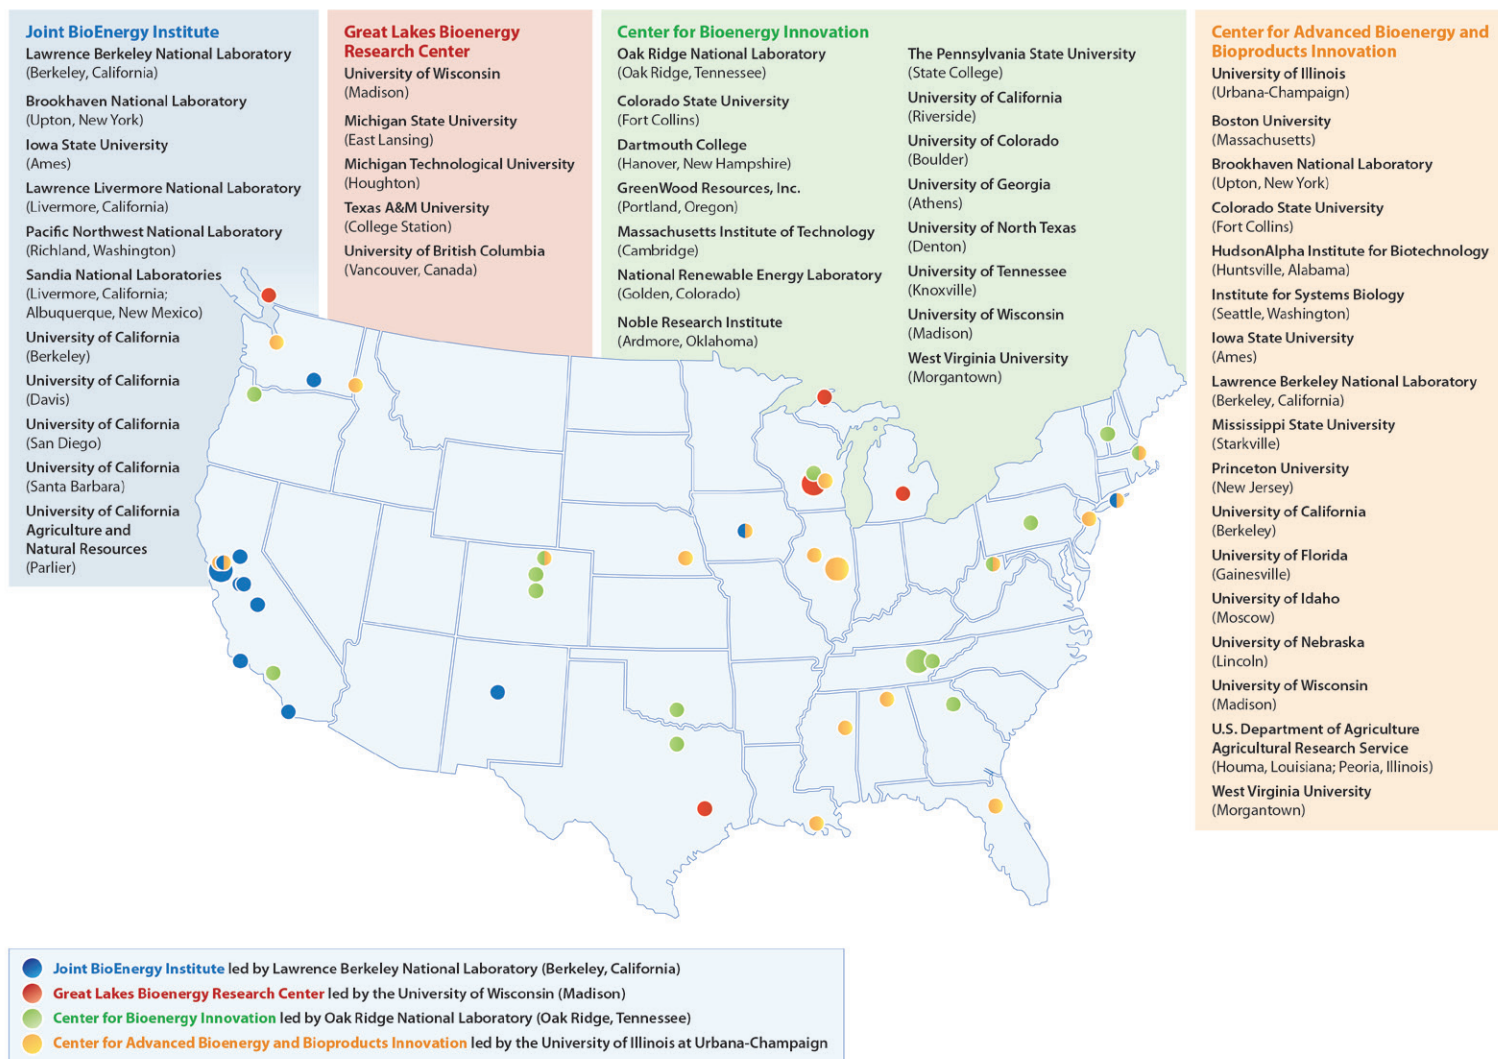 Joint BioEnergy Institute
Lawrence Berkeley National Laboratory
(Berkeley, California)
Brookhaven National Laboratory
(Upton, New York)
Iowa State University
(Ames)
Lawrence Livermore National Laboratory
(Livermore, California)
Pacific Northwest National Laboratory
(Richland, Washington)
Sandia National Laboratories
(Livermore, California;
Albuquerque, New Mexico)
University of California
(Berkeley)
University of California
(Davis)
University of California
(San Diego)
University of California
(Santa Barbara)
University of California
Agriculture and
Natural Resources
(Parlier)
Great Lakes Bioenergy
Research Center
University of Wisconsin
(Madison)
Michigan State University
(East Lansing)
Michigan Technological University
(Houghton)
Texas A&M University
(College Station)
University of British Columbia
(Vancouver, Canada)
Center for Bioenergy Innovation
Oak Ridge National Laboratory
(Oak Ridge, Tennessee)
Colorado State University
(Fort Collins)
Dartmouth College
(Hanover, New Hampshire)
GreenWood Resources, Inc.
(Portland, Oregon)
Massachusetts Institute of Technology
(Cambridge)
National Renewable Energy Laboratory
(Golden, Colorado)
Noble Research Institute
(Ardmore, Oklahoma)
The Pennsylvania State University
(State College)
University of California
(Riverside)
University of Colorado
(Boulder)
University of Georgia
(Athens)
University of North Texas
(Denton)
University of Tennessee
(Knoxville)
University of Wisconsin
(Madison)
West Virginia University
(Morgantown)
Center for Advanced Bioenergy and
Bioproducts Innovation
University of Illinois
(Urbana-Champaign)
Boston University
(Massachusetts)
Brookhaven National Laboratory
(Upton, New York)
Colorado State University
(Fort Collins)
HudsonAlpha Institute for Biotechnology
(Huntsville, Alabama)
Institute for Systems Biology
(Seattle, Washington)
Iowa State University
(Ames)
Lawrence Berkeley National Laboratory
(Berkeley, California)
Mississippi State University
(Starkville)
Princeton University
(New Jersey)
University of California
(Berkeley)
University of Florida
(Gainesville)
University of Idaho
(Moscow)
University of Nebraska
(Lincoln)
University of Wisconsin
(Madison)
U.S. Department of Agriculture
Agricultural Research Service
(Houma, Louisiana; Peoria, Illinois)
West Virginia University
(Morgantown)
Joint BioEnergy Institute led by Lawrence Berkeley National Laboratory (Berkeley, California)
Great Lakes Bioenergy Research Center led by the University of Wisconsin (Madison)
Center for Bioenergy Innovation led by Oak Ridge National Laboratory (Oak Ridge, Tennessee)
Center for Advanced Bioenergy and Bioproducts Innovation led by the University of Illinois at Urbana-Champaign